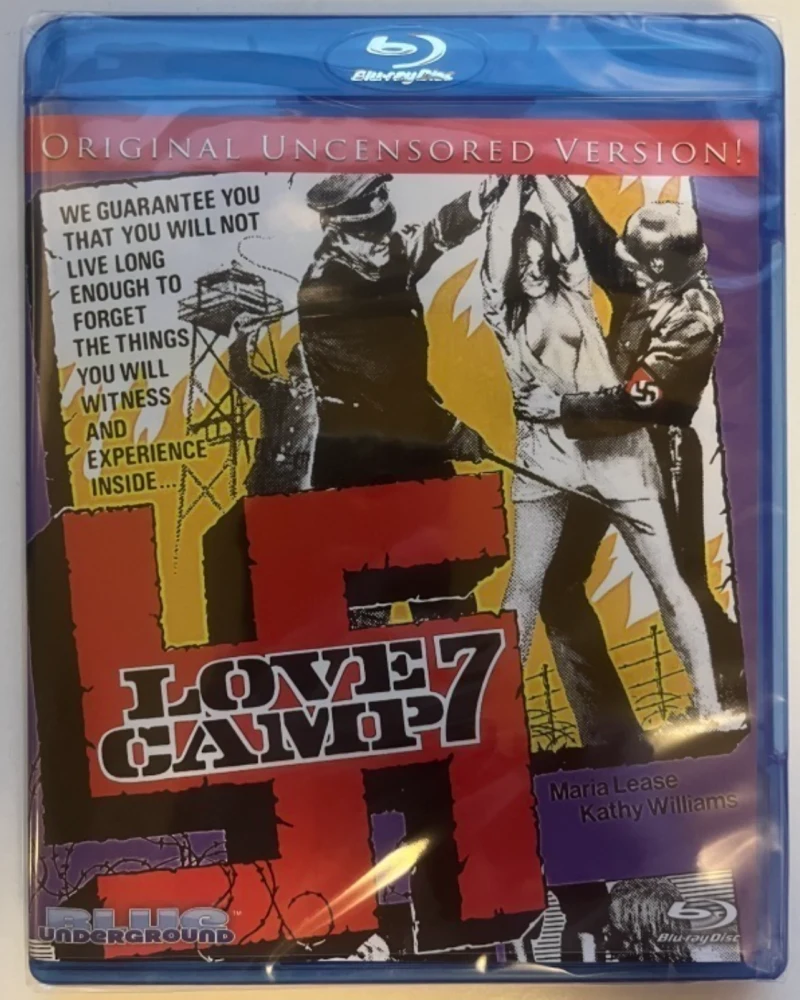 Blu-ray Disc
ORIGINAL UNCENSORED VERSION!
WE GUARANTEE YOU
THAT YOU WILL NOT
LIVE LONG
ENOUGH TO
FORGET
THE THINGS
YOU WILL
WITNESS
AND
EXPERIENCE
INSIDE...
LOVE
CAMP 7
Maria Lease
Kathy Williams
BLUE™
UNDERGROUND
Blu-ray Disc